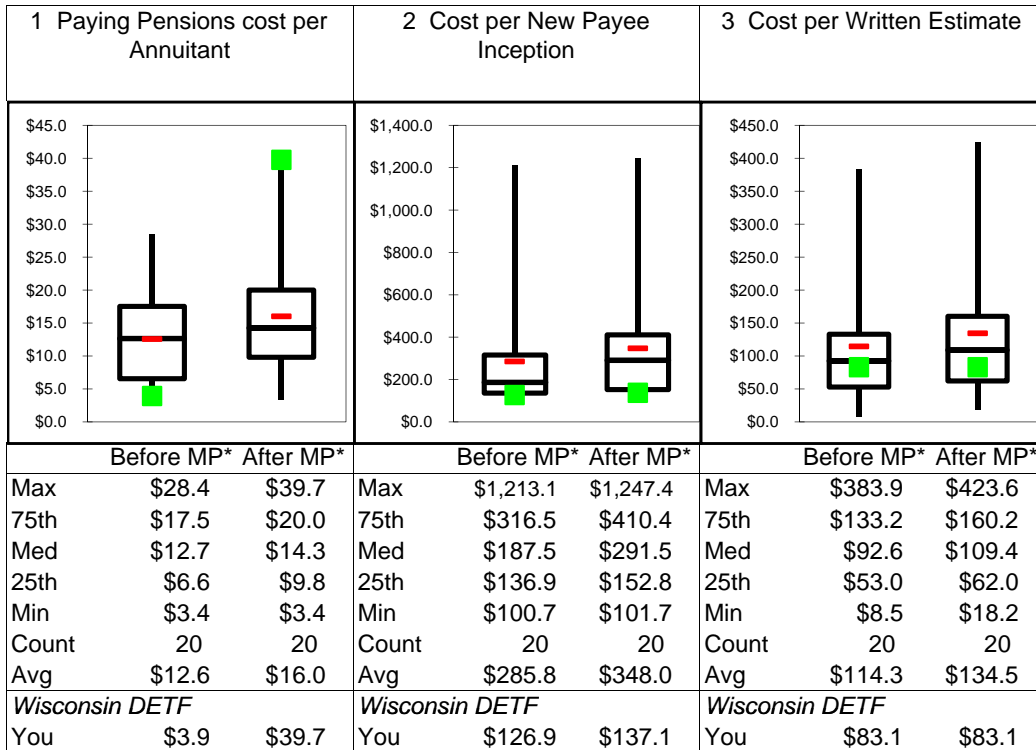 1 Paying Pensions cost per Annuitant
2 Cost per New Payee Inception
3 Cost per Written Estimate
$45.0
$40.0
$35.0
$30.0
$25.0
$20.0
$15.0
$10.0
$5.0
$0.0
$1,400.0
$1,200.0
$1,000.0
$800.0
$600.0
$400.0
$200.0
$0.0
$450.0
$400.0
$350.0
$300.0
$250.0
$200.0
$150.0
$100.0
$50.0
$0.0
Before MP* After MP* Before MP* After MP* Before MP* After MP*
Max $28.4 $39.7 Max $1,213.1 $1,247.4 Max $383.9 $423.6
75th $17.5 $20.0 75th $316.5 $410.4 75th $133.2 $160.2
Med $12.7 $14.3 Med $187.5 $291.5 Med $92.6 $109.4
25th $6.6 $9.8 25th $136.9 $152.8 25th $53.0 $62.0
Min $3.4 $3.4 Min $100.7 $101.7 Min $8.5 $18.2
Count 20 20 Count 20 20 Count 20 20
Avg $12.6 $16.0 Avg $285.8 $348.0 Avg $114.3 $134.5
Wisconsin DETF Wisconsin DETF Wisconsin DETF
You $3.9 $39.7 You $126.9 $137.1 You $83.1 $83.1